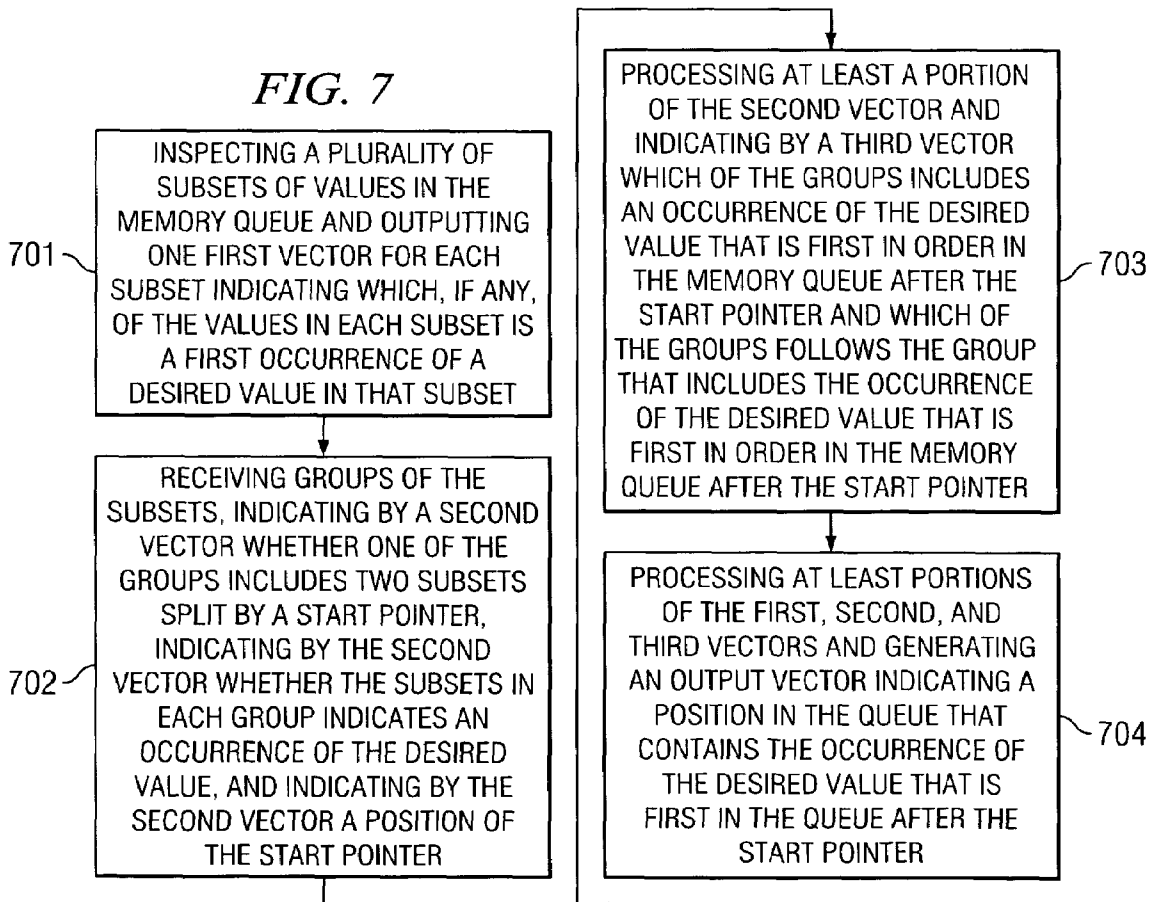 FIG. 7
701
INSPECTING A PLURALITY OF
SUBSETS OF VALUES IN THE
MEMORY QUEUE AND OUTPUTTING
ONE FIRST VECTOR FOR EACH
SUBSET INDICATING WHICH, IF ANY,
OF THE VALUES IN EACH SUBSET IS
A FIRST OCCURRENCE OF A
DESIRED VALUE IN THAT SUBSET
702
RECEIVING GROUPS OF THE
SUBSETS, INDICATING BY A SECOND
VECTOR WHETHER ONE OF THE
GROUPS INCLUDES TWO SUBSETS
SPLIT BY A START POINTER,
INDICATING BY THE SECOND
VECTOR WHETHER THE SUBSETS IN
EACH GROUP INDICATES AN
OCCURRENCE OF THE DESIRED
VALUE, AND INDICATING BY THE
SECOND VECTOR A POSITION OF
THE START POINTER
PROCESSING AT LEAST A PORTION
OF THE SECOND VECTOR AND
INDICATING BY A THIRD VECTOR
WHICH OF THE GROUPS INCLUDES
AN OCCURRENCE OF THE DESIRED
VALUE THAT IS FIRST IN ORDER IN
THE MEMORY QUEUE AFTER THE
START POINTER AND WHICH OF
THE GROUPS FOLLOWS THE GROUP
THAT INCLUDES THE OCCURRENCE
OF THE DESIRED VALUE THAT IS
FIRST IN ORDER IN THE MEMORY
QUEUE AFTER THE START POINTER
703
PROCESSING AT LEAST PORTIONS
OF THE FIRST, SECOND, AND
THIRD VECTORS AND GENERATING
AN OUTPUT VECTOR INDICATING A
POSITION IN THE QUEUE THAT
CONTAINS THE OCCURRENCE OF
THE DESIRED VALUE THAT IS
FIRST IN THE QUEUE AFTER THE
START POINTER
704